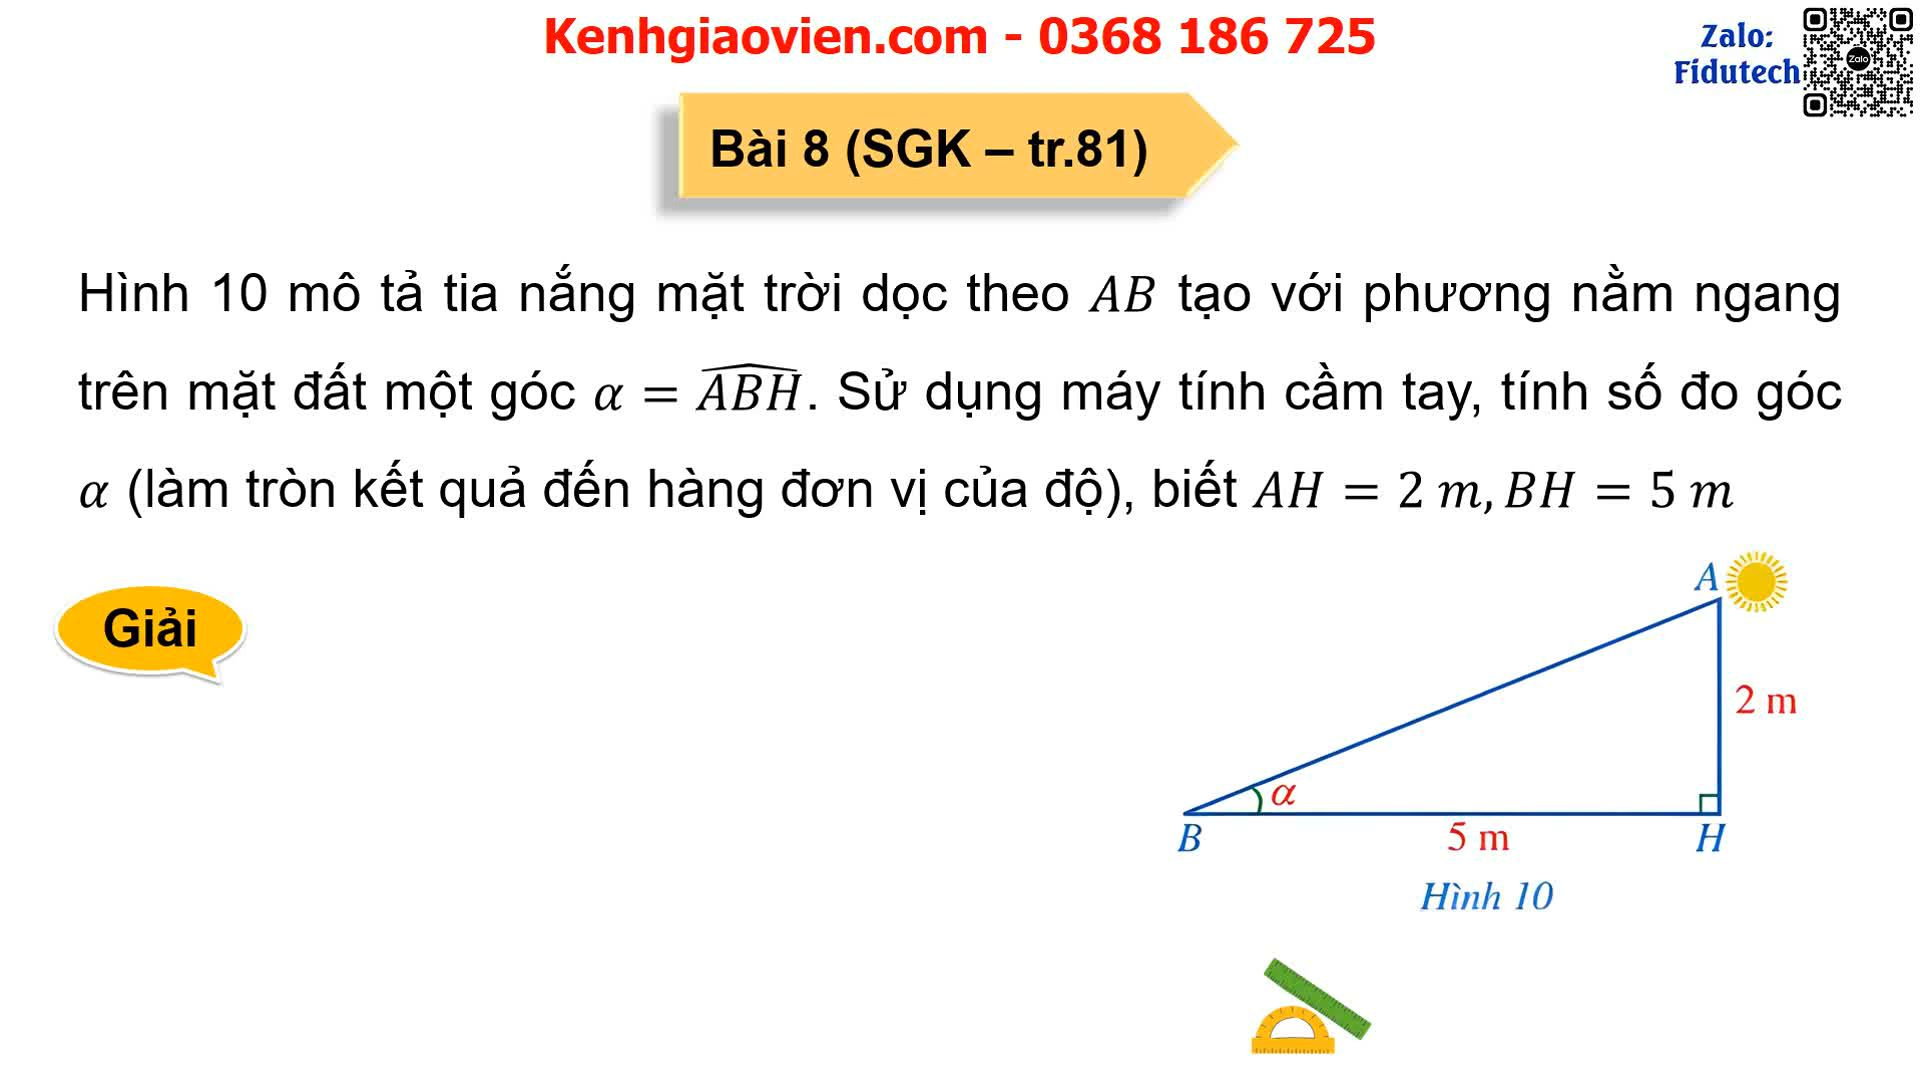 Kenhgiaovien.com - 0368 186 725
Zalo:
Fidutech
Zalo
Bài 8 (SGK – tr.81)
Hình 10 mô tả tia nắng mặt trời dọc theo AB tạo với phương nằm ngang
trên mặt đất một góc α = \widehat{ABH}. Sử dụng máy tính cầm tay, tính số đo góc
α (làm tròn kết quả đến hàng đơn vị của độ), biết AH = 2 m, BH = 5 m
Giải
A
2 m
α
B
5 m
H
Hình 10